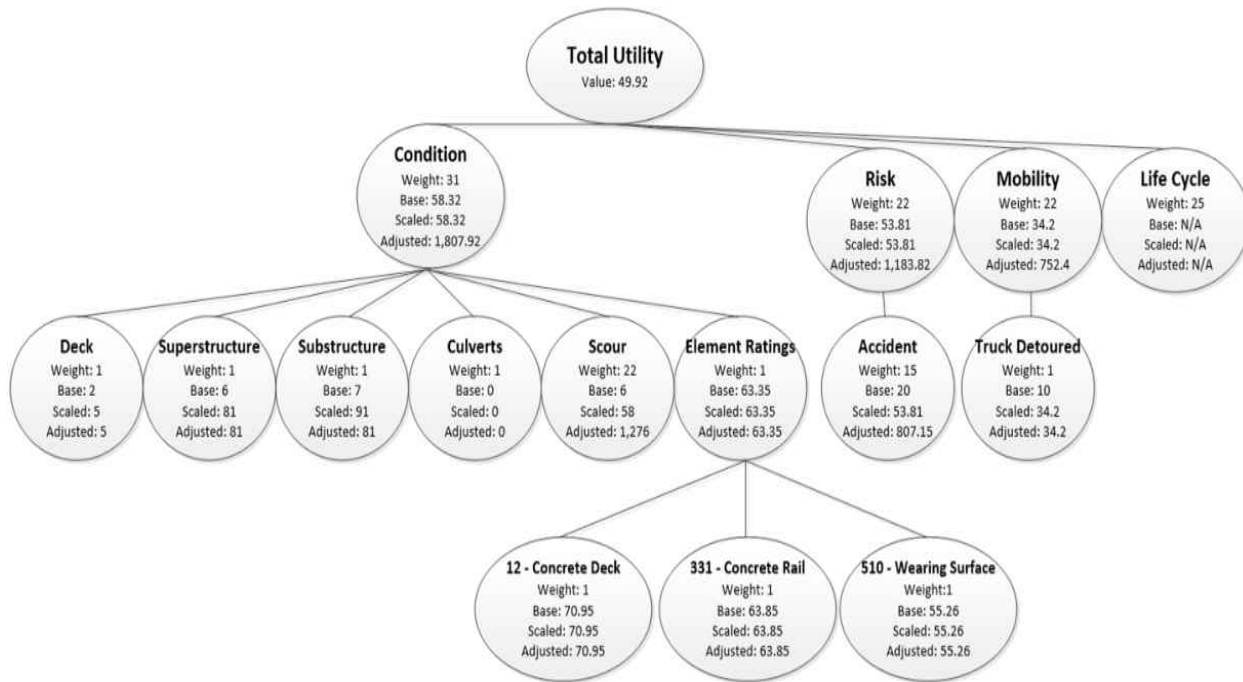 Total Utility
Value: 49.92
Condition
Weight: 31
Base: 58.32
Scaled: 58.32
Adjusted: 1,807.92
Risk
Weight: 22
Base: 53.81
Scaled: 53.81
Adjusted: 1,183.82
Mobility
Weight: 22
Base: 34.2
Scaled: 34.2
Adjusted: 752.4
Life Cycle
Weight: 25
Base: N/A
Scaled: N/A
Adjusted: N/A
Deck
Weight: 1
Base: 2
Scaled: 5
Adjusted: 5
Superstructure
Weight: 1
Base: 6
Scaled: 81
Adjusted: 81
Substructure
Weight: 1
Base: 7
Scaled: 91
Adjusted: 81
Culverts
Weight: 1
Base: 0
Scaled: 0
Adjusted: 0
Scour
Weight: 22
Base: 6
Scaled: 58
Adjusted: 1,276
Element Ratings
Weight: 1
Base: 63.35
Scaled: 63.35
Adjusted: 63.35
Accident
Weight: 15
Base: 20
Scaled: 53.81
Adjusted: 807.15
Truck Detoured
Weight: 1
Base: 10
Scaled: 34.2
Adjusted: 34.2
12 - Concrete Deck
Weight: 1
Base: 70.95
Scaled: 70.95
Adjusted: 70.95
331 - Concrete Rail
Weight: 1
Base: 63.85
Scaled: 63.85
Adjusted: 63.85
510 - Wearing Surface
Weight:1
Base: 55.26
Scaled: 55.26
Adjusted: 55.26